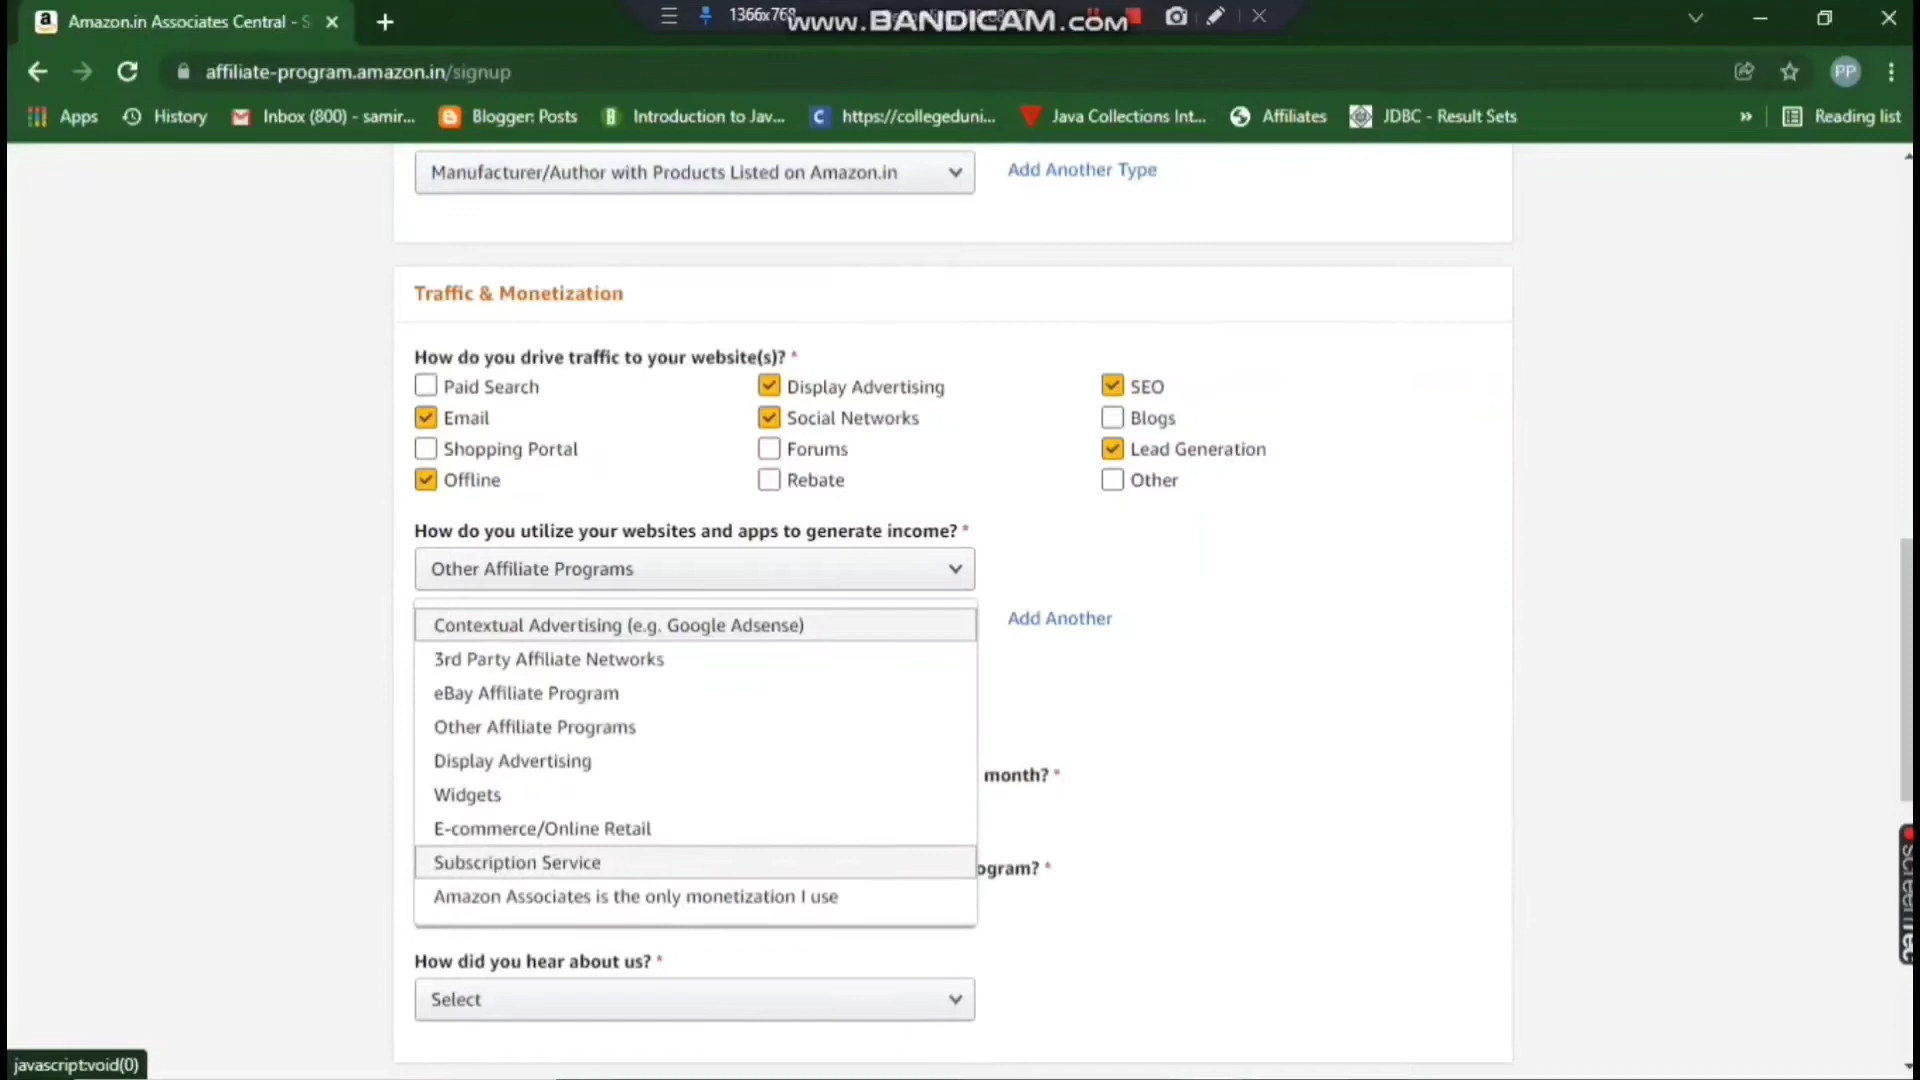 Amazon.in Associates Central - S
1366x768
www.BANDICAM.com
affiliate-program.amazon.in/signup
PP
Apps
History
Inbox (800) - samir...
Blogger: Posts
Introduction to Jav...
https://collegeduni...
Java Collections Int...
Affiliates
JDBC - Result Sets
»
Reading list
Manufacturer/Author with Products Listed on Amazon.in
Add Another Type
Traffic & Monetization
How do you drive traffic to your website(s)? *
Paid Search
Display Advertising
SEO
Email
Social Networks
Blogs
Shopping Portal
Forums
Lead Generation
Offline
Rebate
Other
How do you utilize your websites and apps to generate income? *
Other Affiliate Programs
Add Another
Contextual Advertising (e.g. Google Adsense)
3rd Party Affiliate Networks
eBay Affiliate Program
Other Affiliate Programs
Display Advertising
month? *
Widgets
E-commerce/Online Retail
Subscription Service
ogram? *
Amazon Associates is the only monetization I use
How did you hear about us? *
Select
javascript:void(0)